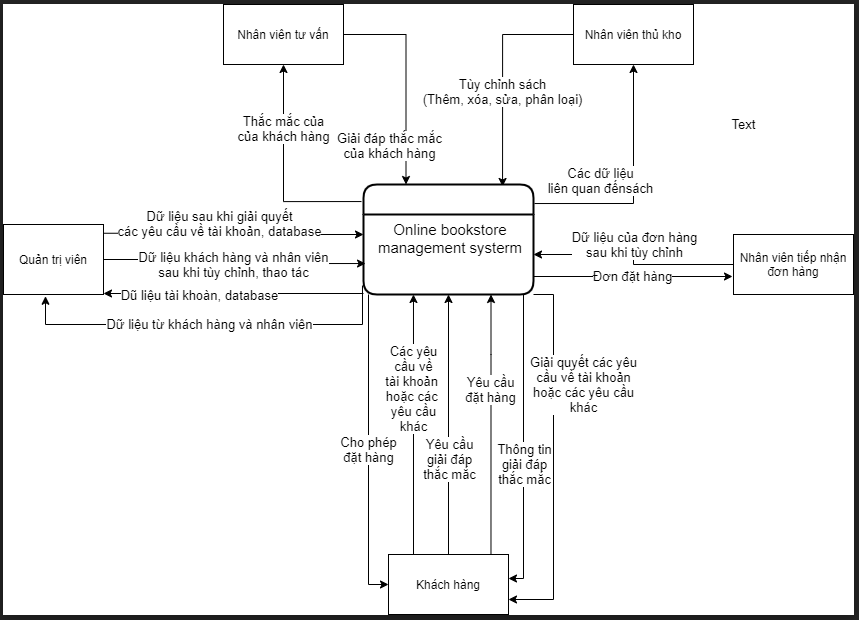 Nhân viên tư vấn
Nhân viên thủ kho
Tùy chỉnh sách
(Thêm, xóa, sửa, phân loại)
Thắc mắc của
của khách hàng
Giải đáp thắc mắc
của khách hàng
Text
Các dữ liệu
liên quan đếnsách
Dữ liệu sau khi giải quyết
các yêu cầu về tài khoản, database
Online bookstore
management systerm
Dữ liệu của đơn hàng
sau khi tùy chỉnh
Quản trị viên
Dữ liệu khách hàng và nhân viên
sau khi tùy chỉnh, thao tác
Nhân viên tiếp nhận
đơn hàng
Đơn đặt hàng
Dũ liệu tài khoản, database
Dữ liệu từ khách hàng và nhân viên
Các yêu
cầu về
tài khoản
hoặc các
yêu cầu
khác
Yêu cầu
đặt hàng
Giải quyết các yêu
cầu về tài khoản
hoặc các yêu cầu
khác
Cho phép
đặt hàng
Yêu cầu
giải đáp
thắc mắc
Thông tin
giải đáp
thắc mắc
Khách hàng